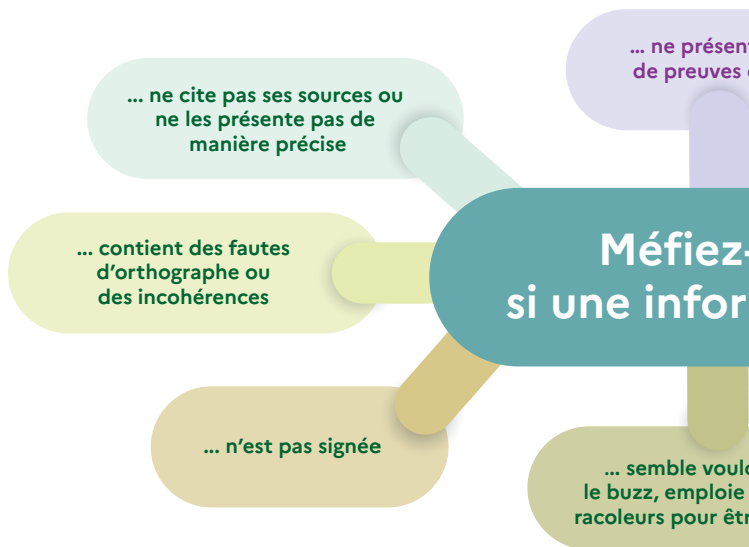 ... ne présent
de preuves
... ne cite pas ses sources ou
ne les présente pas de
manière précise
Méfiez-
si une infor
... contient des fautes
d'orthographe ou
des incohérences
... n'est pas signée
... semble voulo
le buzz, emploie
racoleurs pour êtr